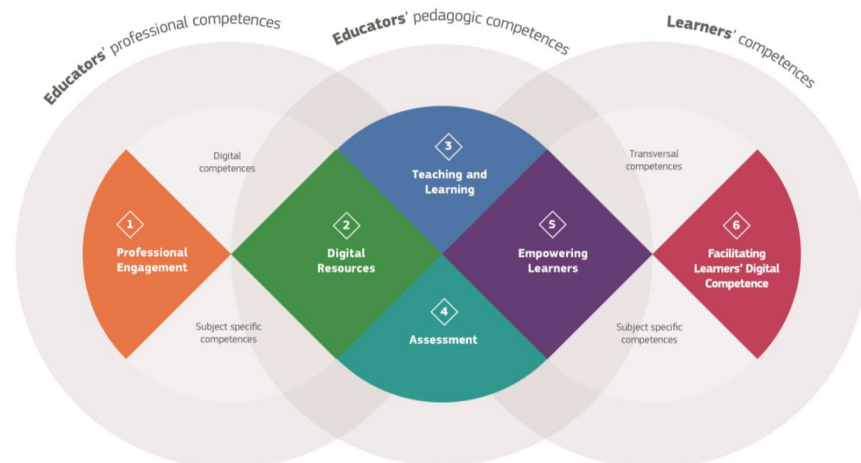 Educators' professional competences
Educators' pedagogic competences
Learners' competences
Digital
competences
Transversal
competences
1
Professional
Engagement
2
Digital
Resources
3
Teaching and
Learning
4
Assessment
5
Empowering
Learners
6
Facilitating
Learners' Digital
Competence
Subject specific
competences
Subject specific
competences